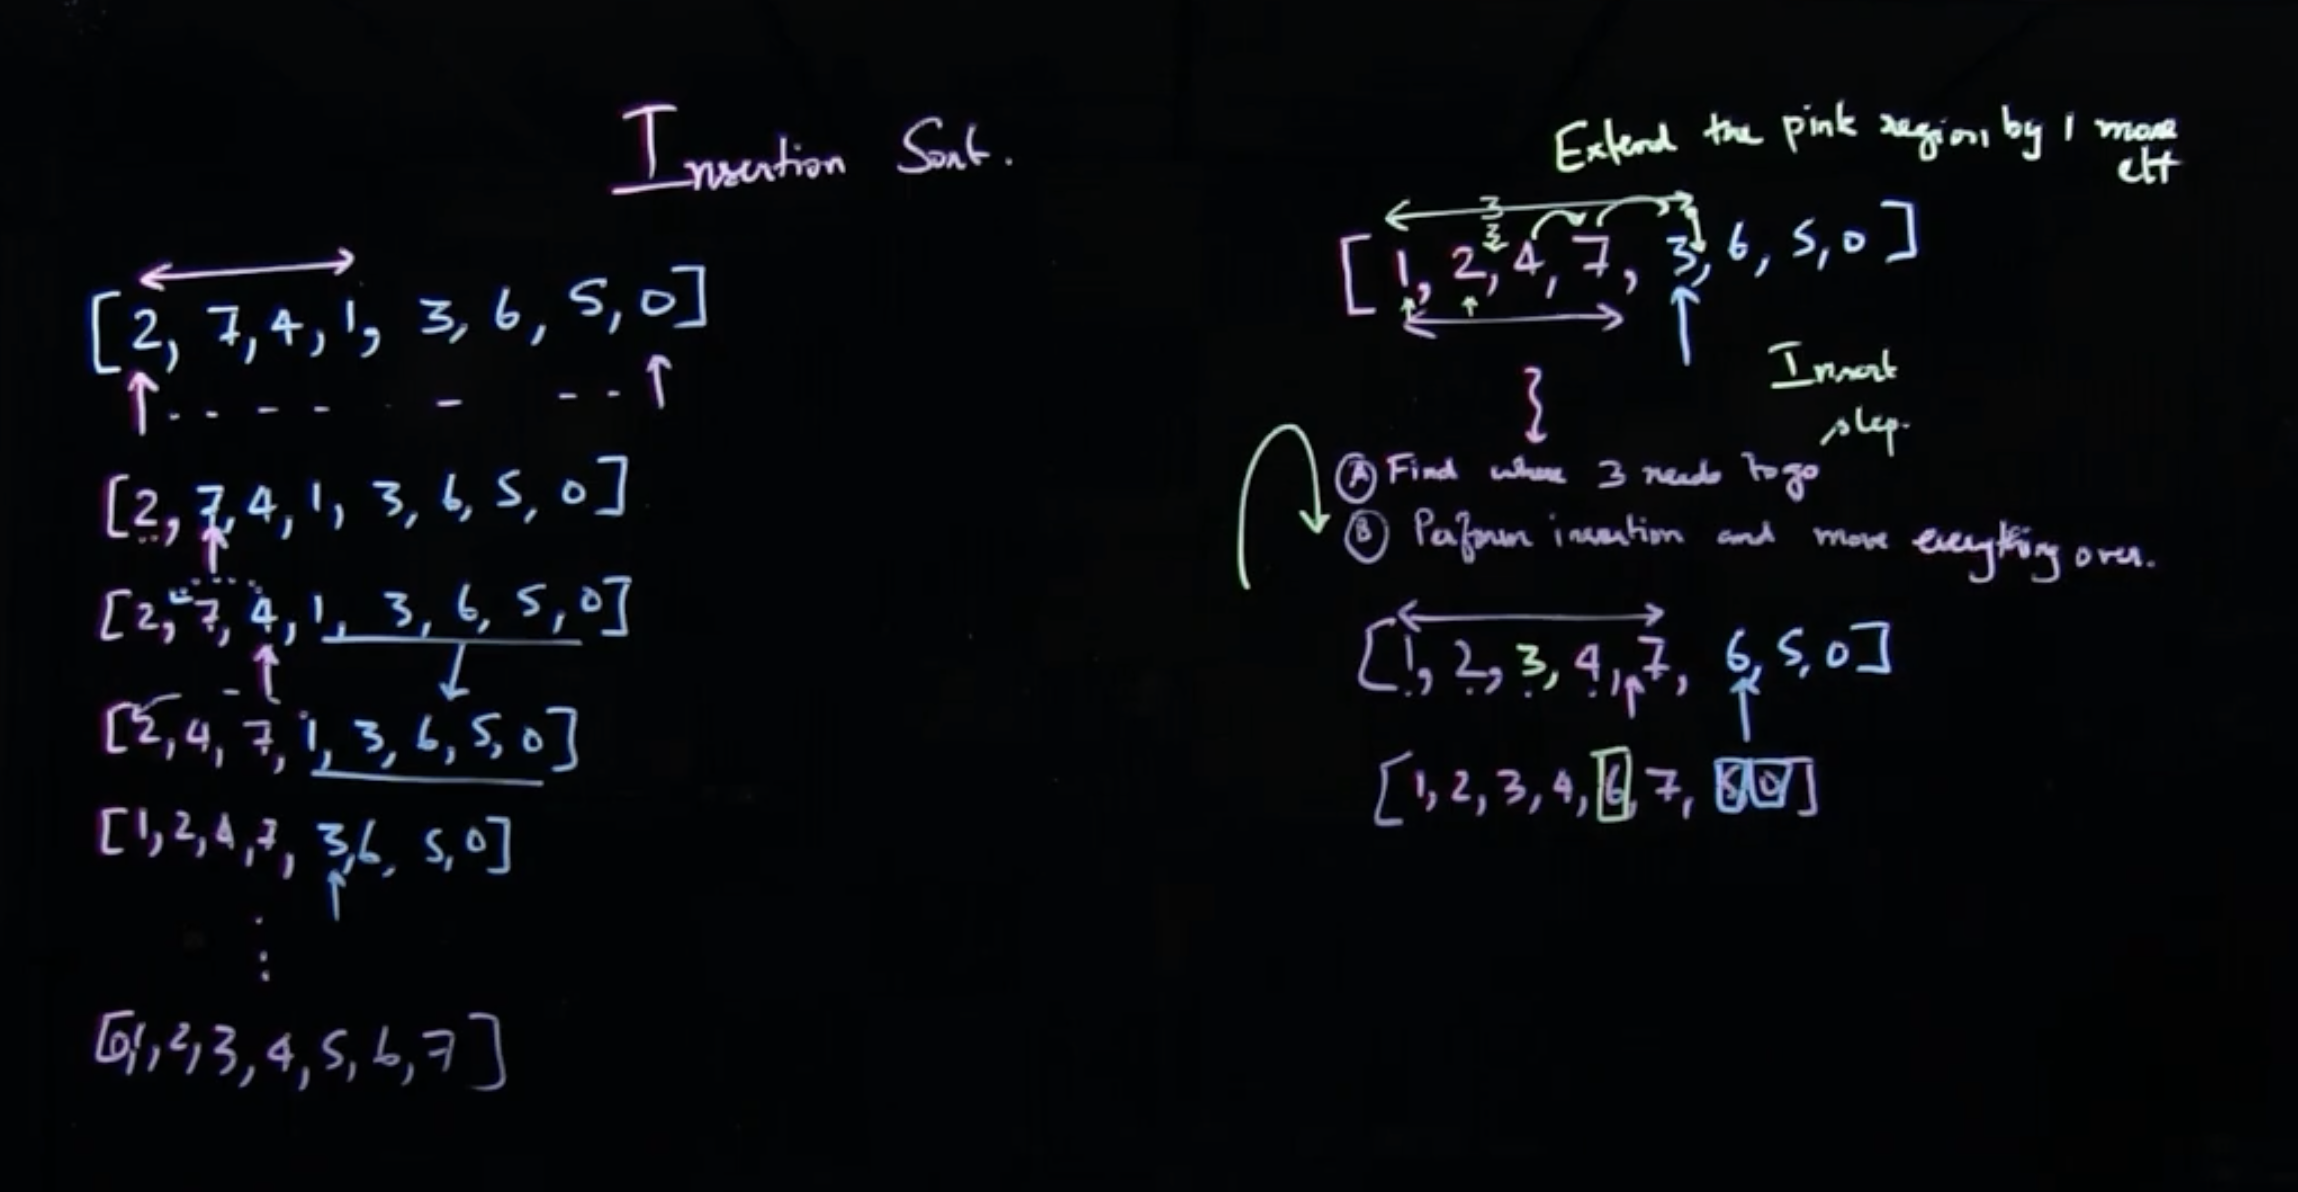 Insertion Sort.
[2, 7, 4, 1, 3, 6, 5, 0]
[2, 7, 4, 1, 3, 6, 5, 0]
[2, 7, 4, 1, 3, 6, 5, 0]
[2, 4, 7, 1, 3, 6, 5, 0]
[1, 2, 4, 7, 3, 6, 5, 0]
[0, 1, 2, 3, 4, 5, 6, 7]
Extend the pink region by 1 more
elt
3
3
[1, 2, 4, 7, 3, 6, 5, 0]
Insert
step.
A Find where 3 needs to go
B Perform insertion and move everything over.
[1, 2, 3, 4, 7, 6, 5, 0]
[1, 2, 3, 4, 6, 7, 5 0]